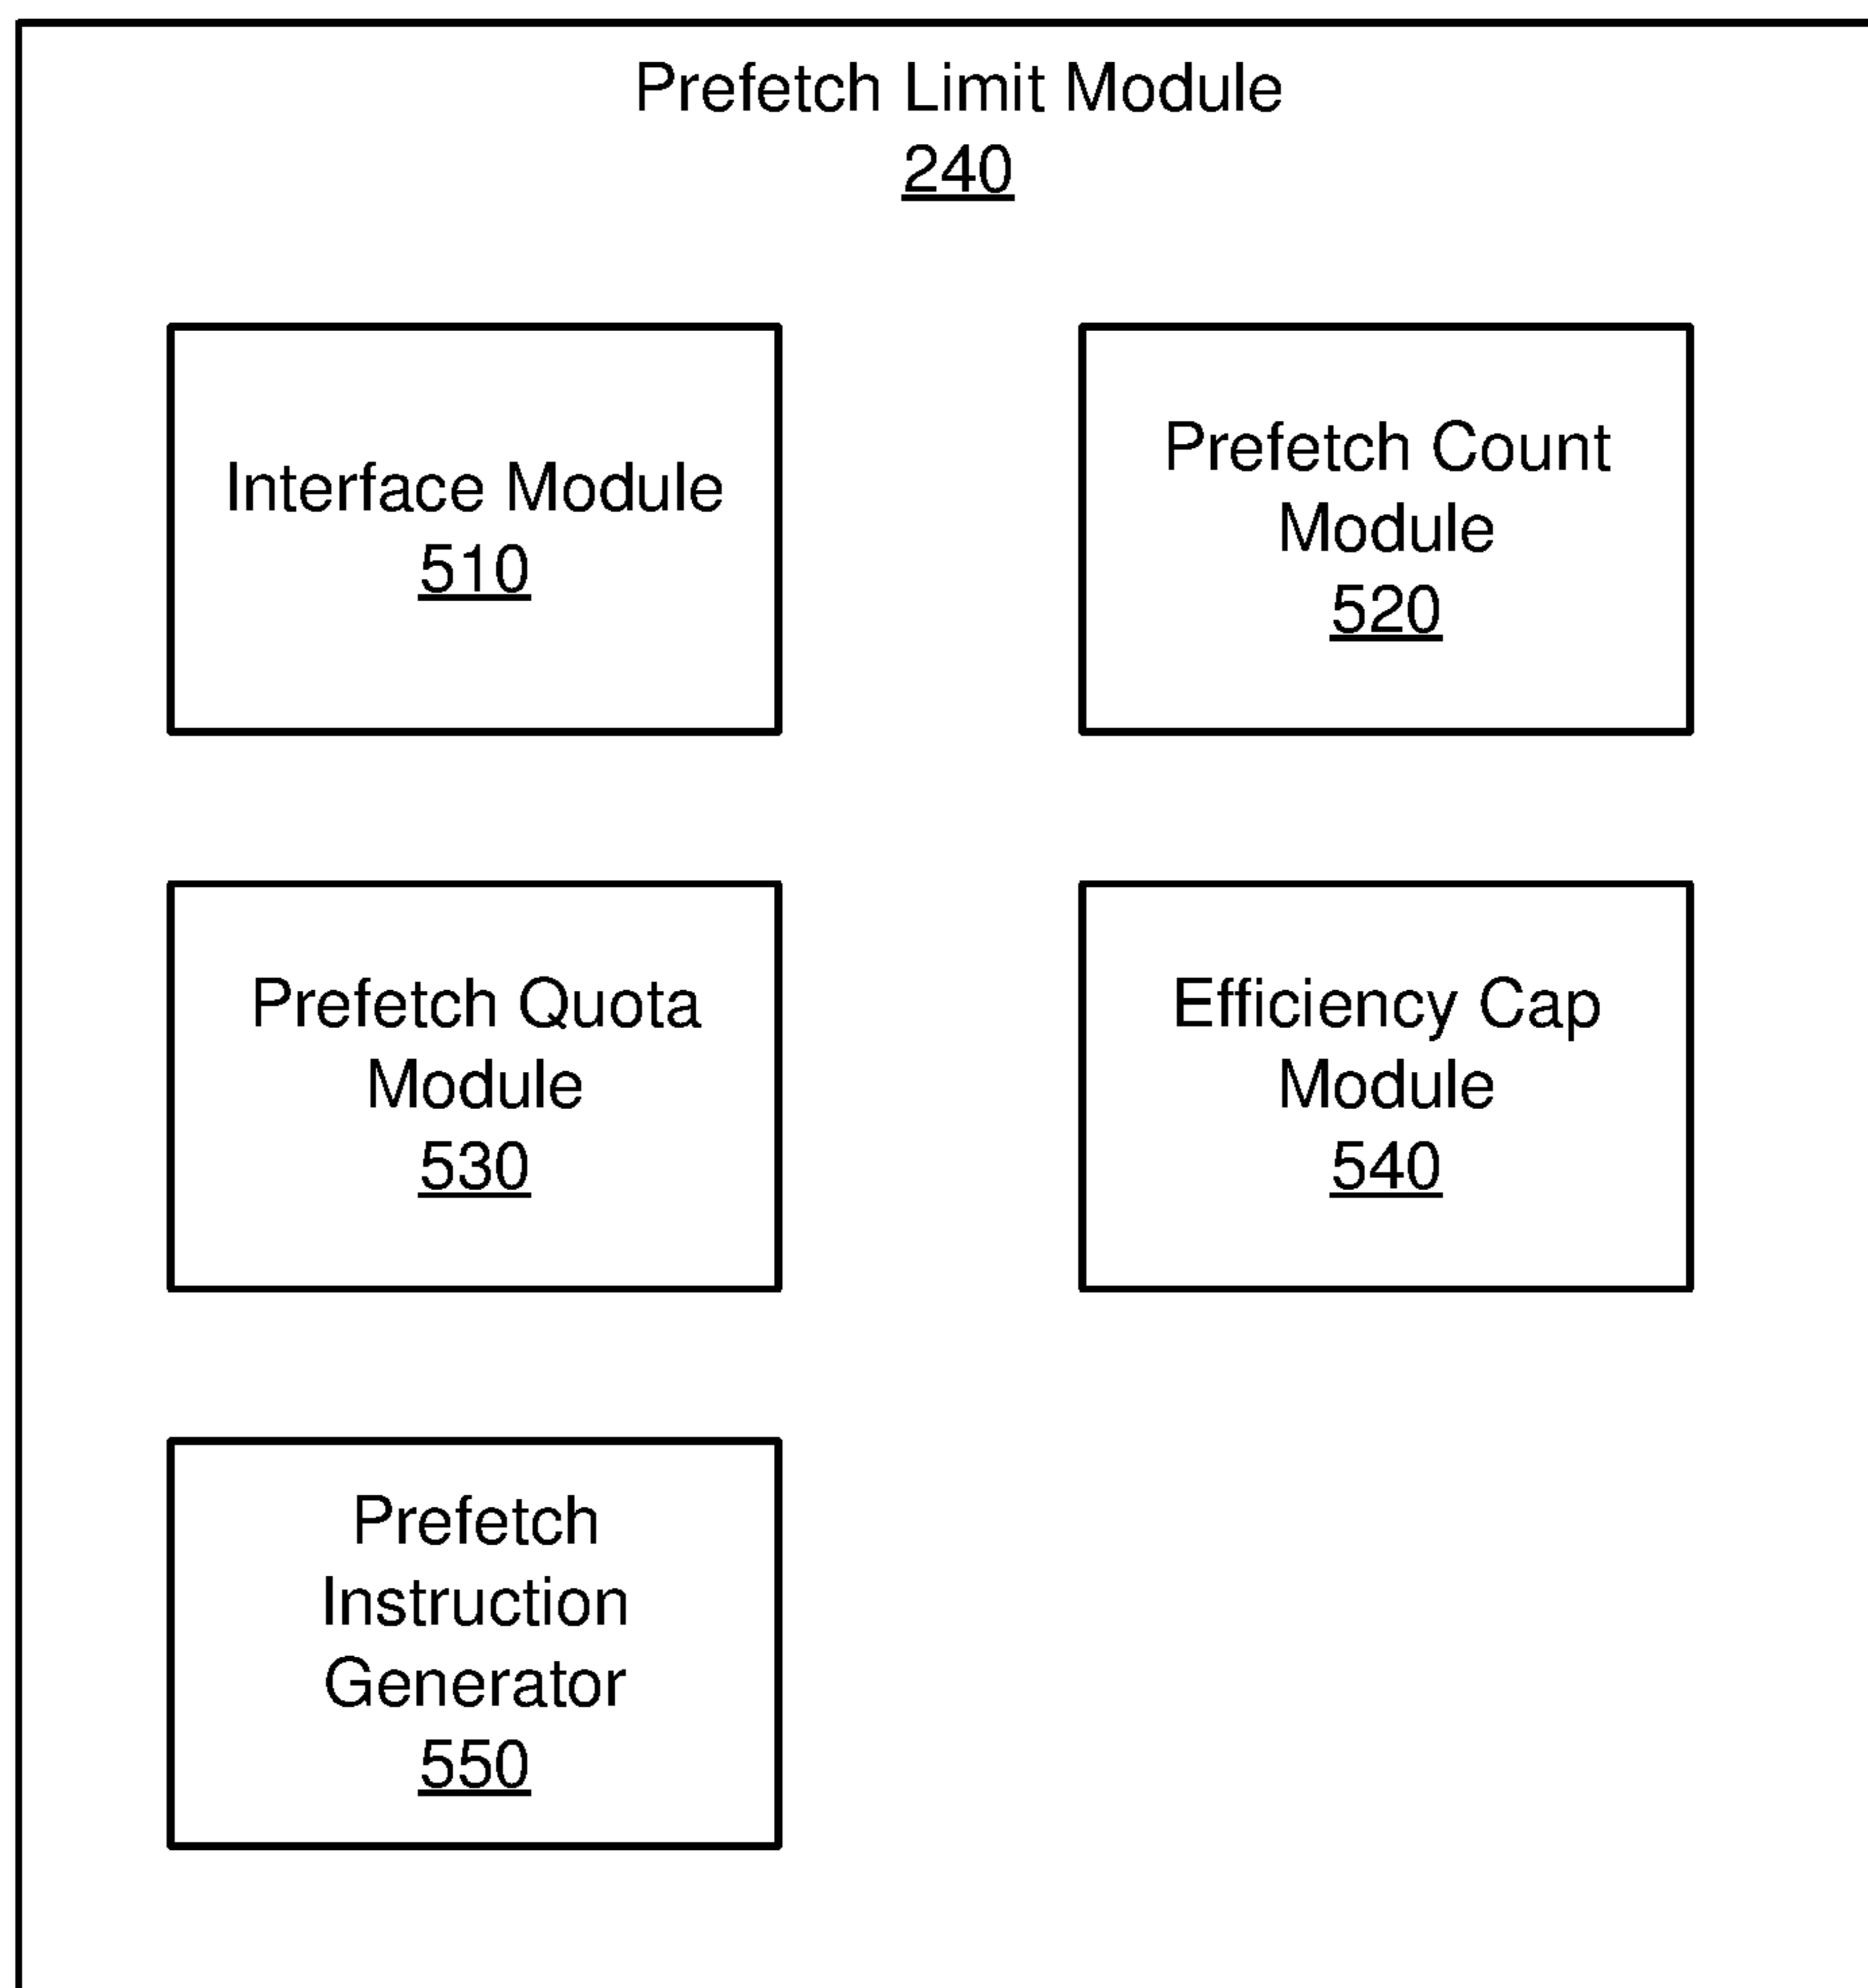 Prefetch Limit Module
240
Interface Module
510
Prefetch Count
Module
520
Prefetch Quota
Module
530
Efficiency Cap
Module
540
Prefetch
Instruction
Generator
550